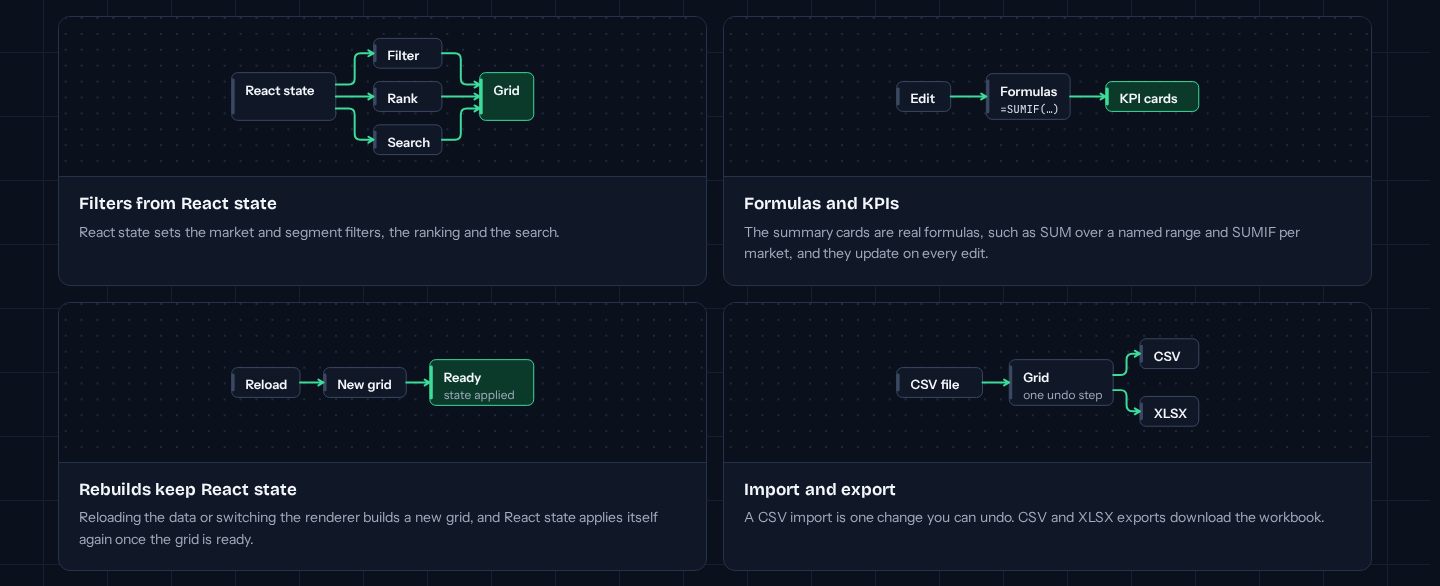 React state
Filter
Rank
Search
Grid
Filters from React state
React state sets the market and segment filters, the ranking and the search.
Edit
Formulas
=SUMIF(…)
KPI cards
Formulas and KPIs
The summary cards are real formulas, such as SUM over a named range and SUMIF per
market, and they update on every edit.
Reload
New grid
Ready
state applied
Rebuilds keep React state
Reloading the data or switching the renderer builds a new grid, and React state applies itself
again once the grid is ready.
CSV file
Grid
one undo step
CSV
XLSX
Import and export
A CSV import is one change you can undo. CSV and XLSX exports download the workbook.